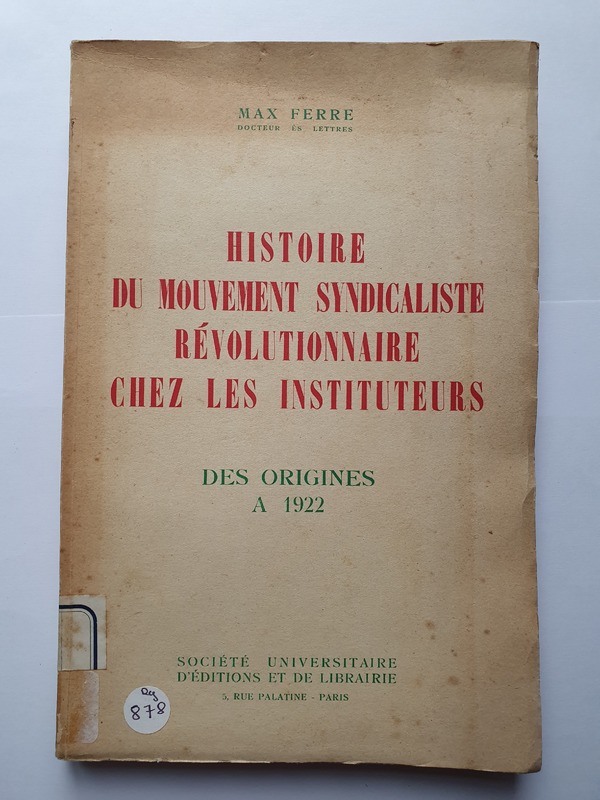 MAX FERRE
DOCTEUR ÈS LETTRES
HISTOIRE
DU MOUVEMENT SYNDICALISTE
RÉVOLUTIONNAIRE
CHEZ LES INSTITUTEURS
DES ORIGINES
A 1922
SOCIÉTÉ UNIVERSITAIRE
D'ÉDITIONS ET DE LIBRAIRIE
5, RUE PALATINE - PARIS
878